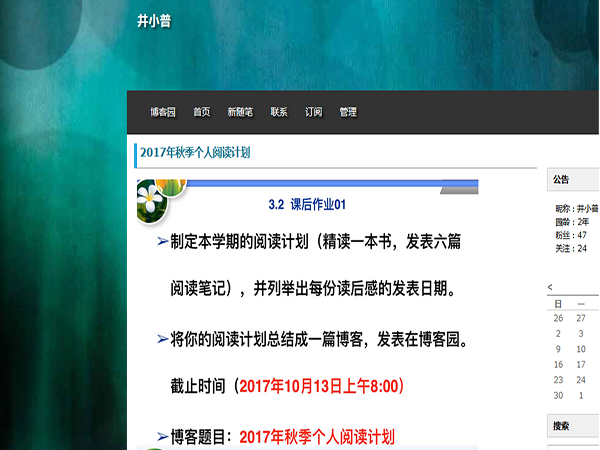 井小普
博客园 首页 新随笔 联系 订阅 管理
2017年秋季个人阅读计划
3.2 课后作业01
➢制定本学期的阅读计划（精读一本书，发表六篇
阅读笔记），并列举出每份读后感的发表日期。
➢将你的阅读计划总结成一篇博客，发表在博客园。
截止时间（2017年10月13日上午8:00）
➢博客题目：2017年秋季个人阅读计划
公告
昵称：井小普
园龄：2年
粉丝：47
关注：24
<
日 一
26 27
2 3
9 10
16 17
23 24
30 1
搜索